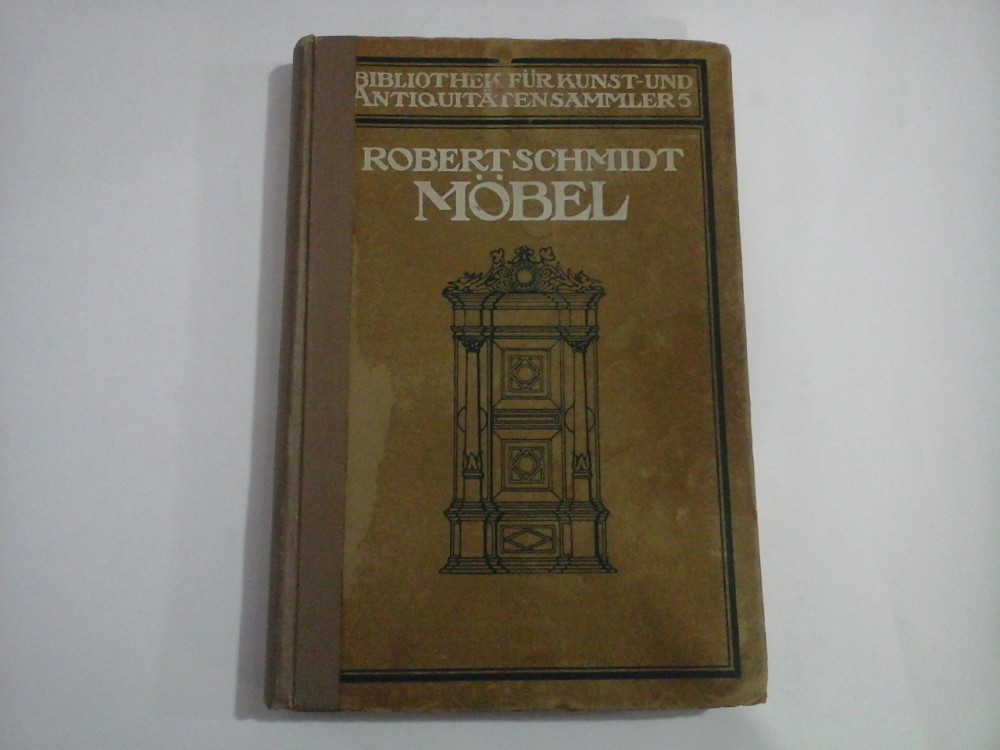 BIBLIOTHEK FÜR KUNST- UND
ANTIQUITÄTENSAMMLER 5
ROBERT SCHMIDT
MÖBEL